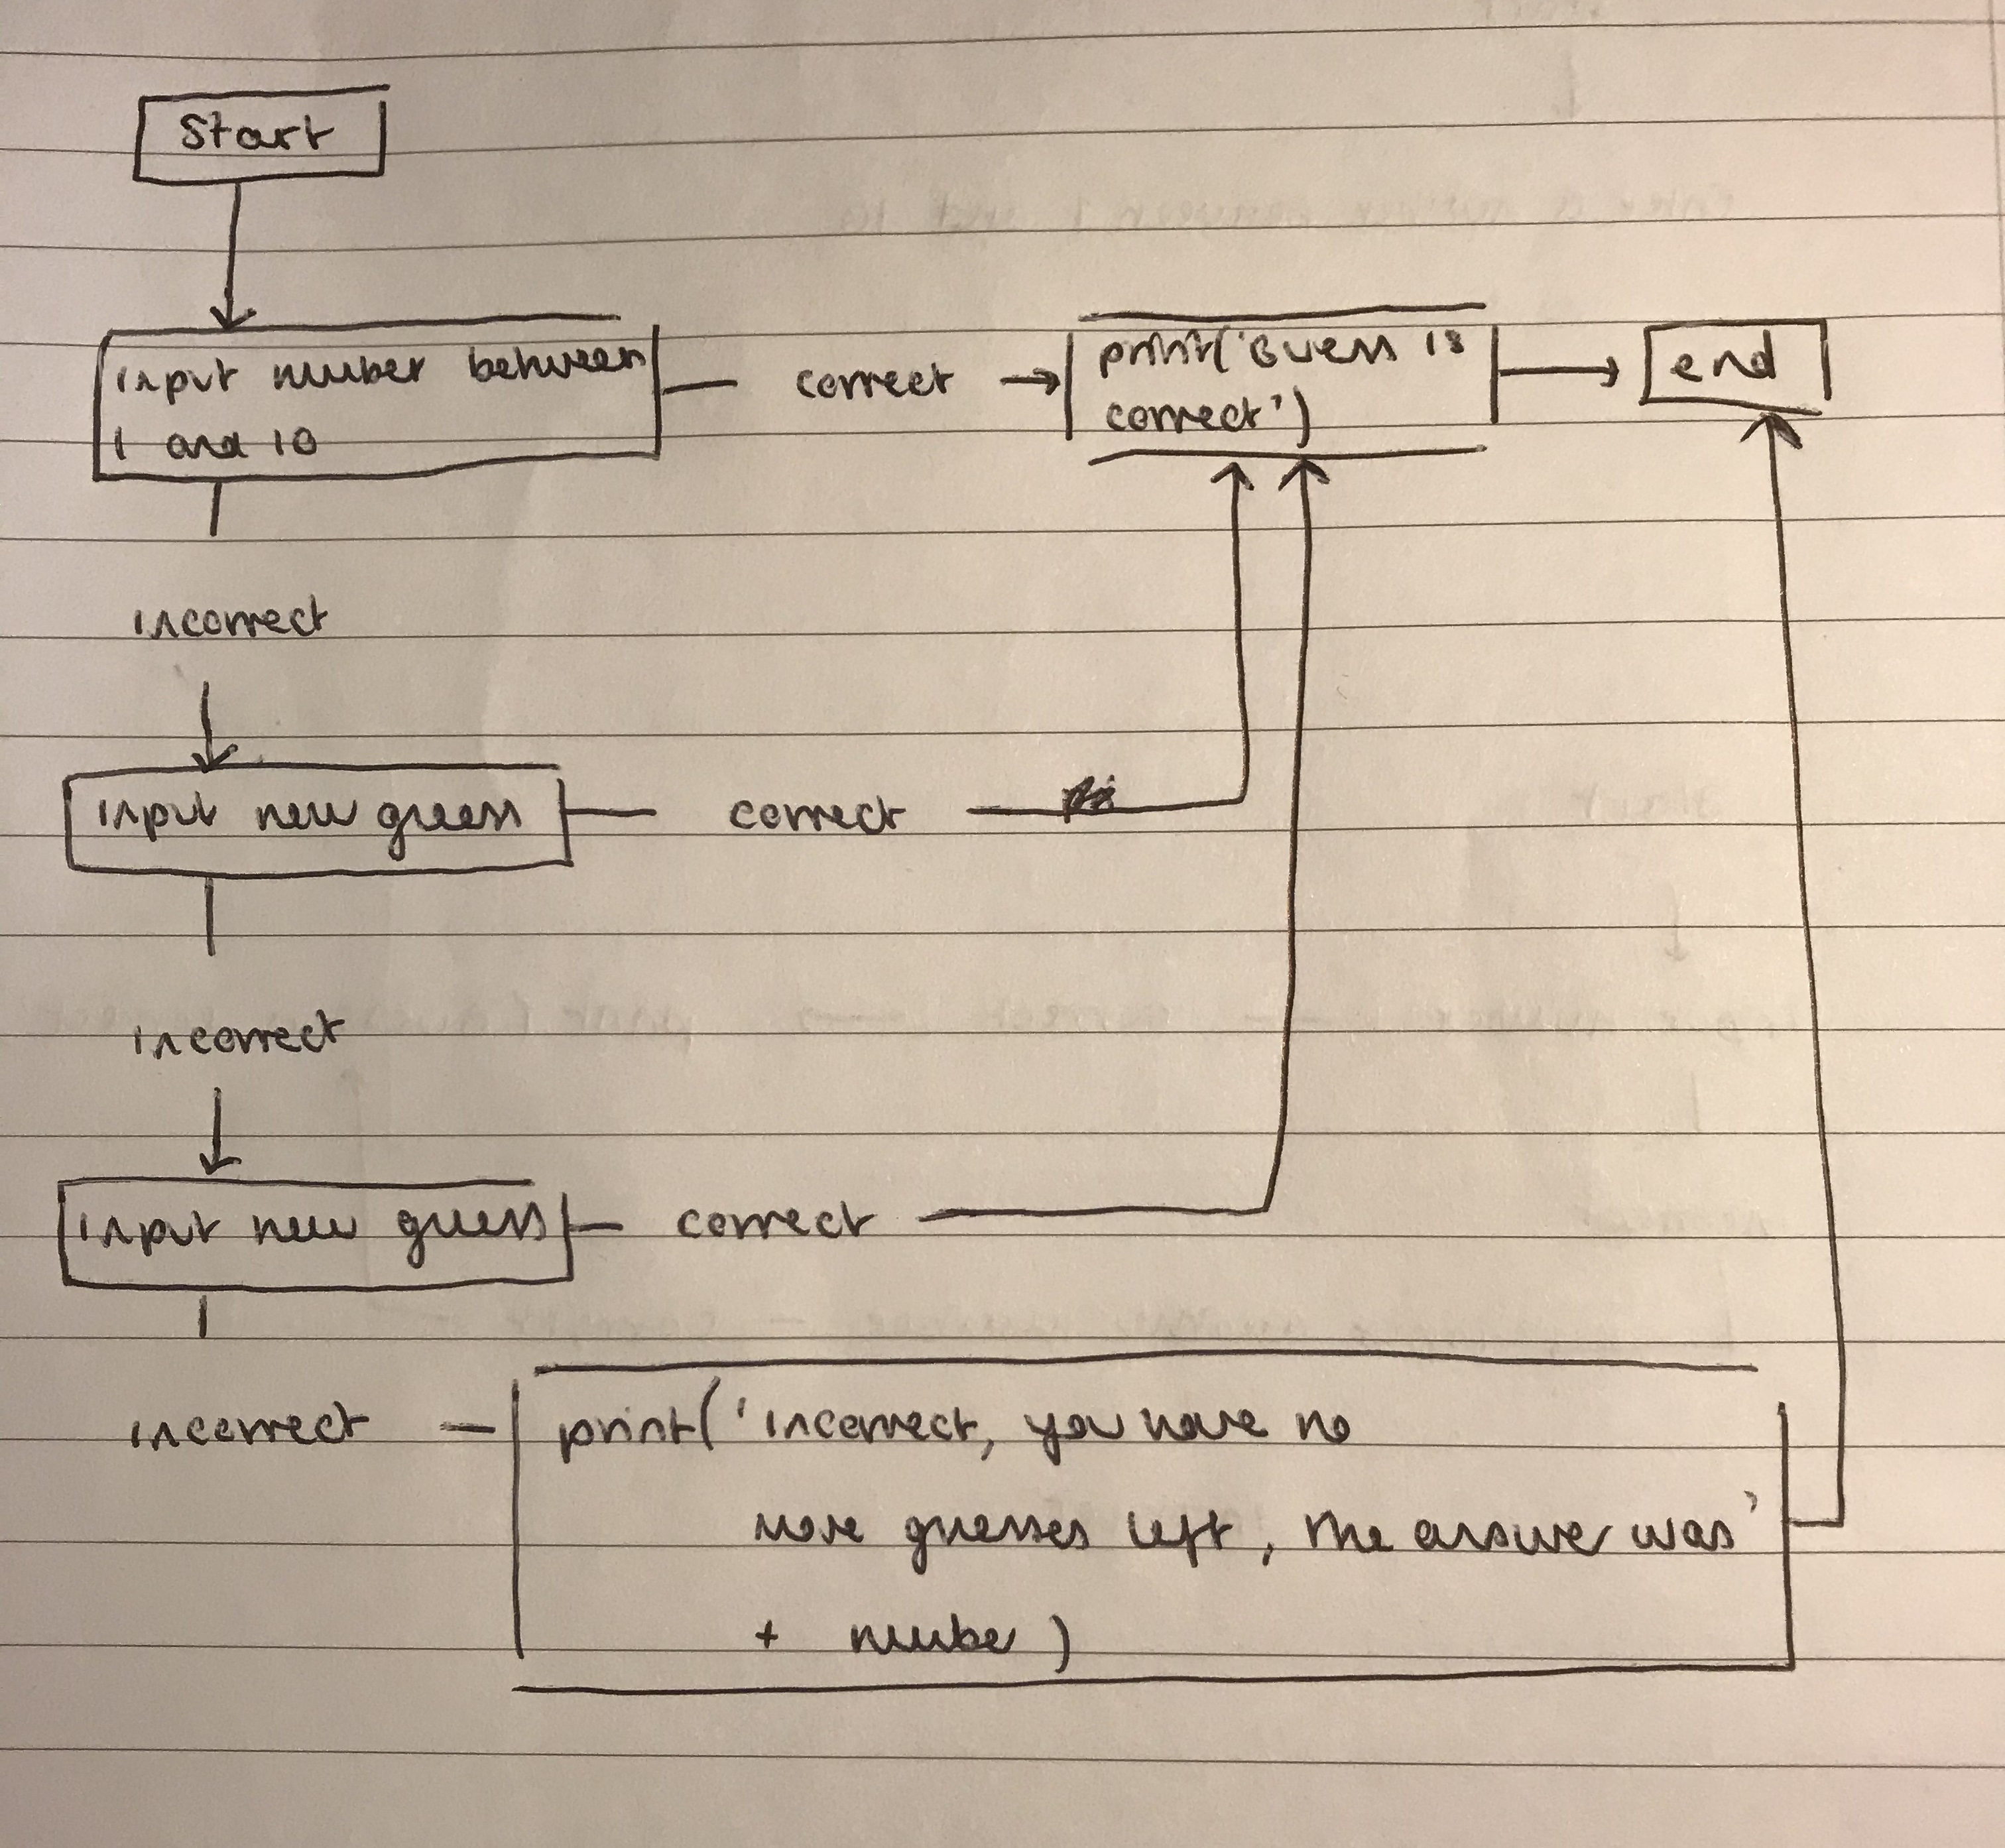 Start
input number between
1 and 10
correct
print('Guess is
correct')
end
incorrect
input new guess
correct
incorrect
input new guess
correct
incorrect
print('incorrect, you have no
more guesses left, the answer was'
+ number)